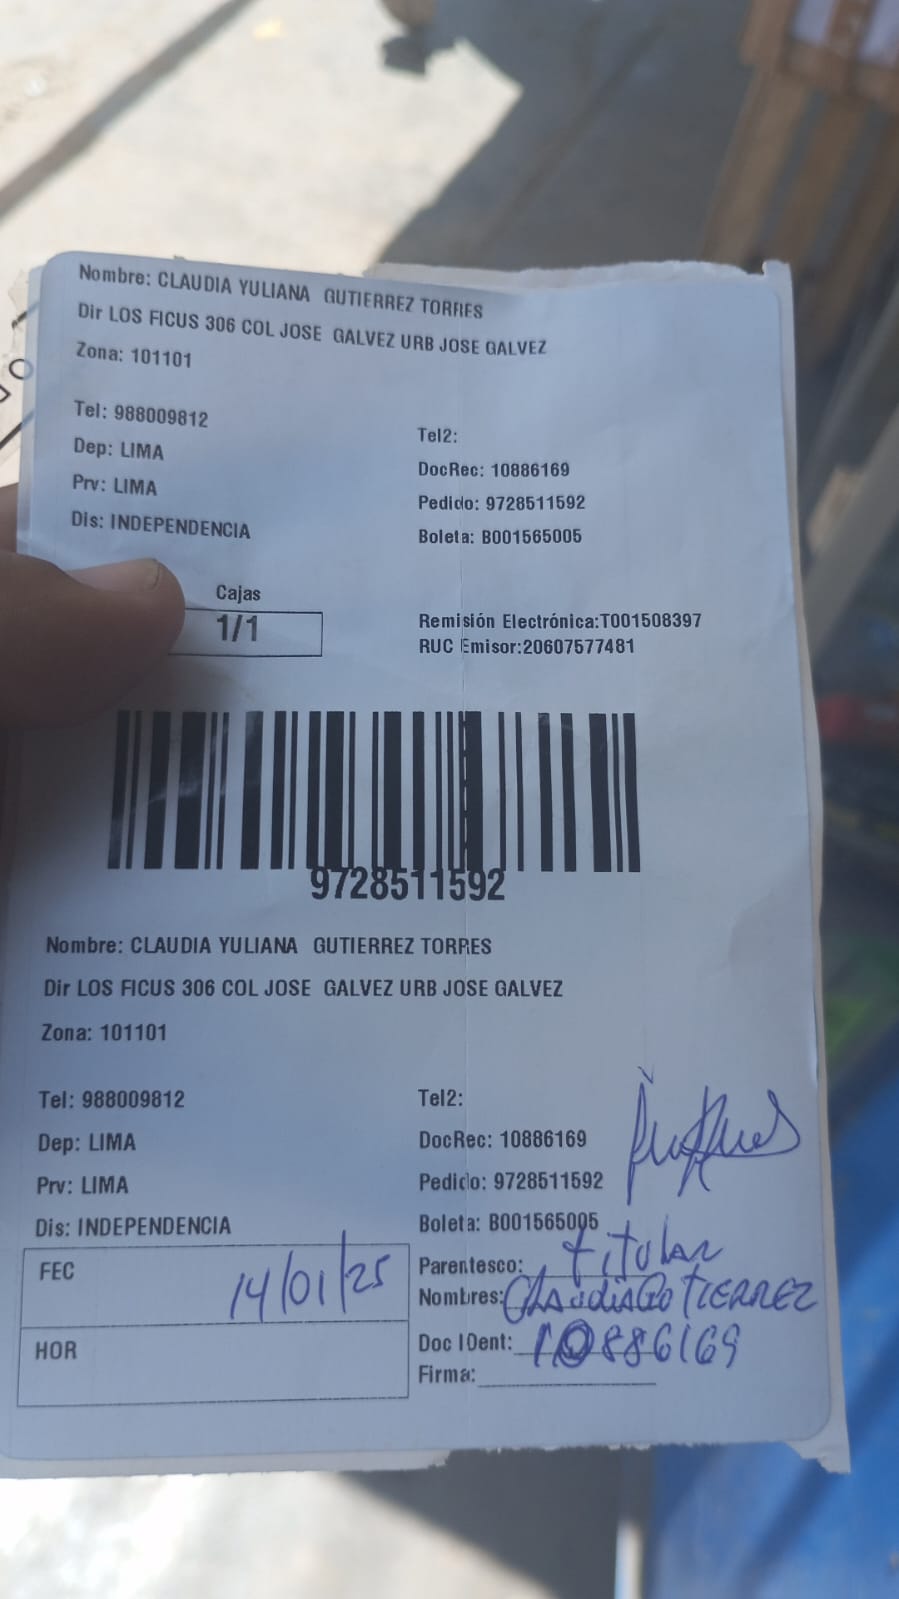 Nombre: CLAUDIA YULIANA GUTIERREZ TORRES
Dir LOS FICUS 306 COL JOSE GALVEZ URB JOSE GALVEZ
Zona: 101101
Tel: 988009812
Tel2:
Dep: LIMA
DocRec: 10886169
Prv: LIMA
Pedido: 9728511592
Dis: INDEPENDENCIA
Boleta: B001565005
Cajas
1/1
Remisión Electrónica:T001508397
RUC Emisor:20607577481
9728511592
Nombre: CLAUDIA YULIANA GUTIERREZ TORRES
Dir LOS FICUS 306 COL JOSE GALVEZ URB JOSE GALVEZ
Zona: 101101
Tel: 988009812
Tel2:
Dep: LIMA
DocRec: 10886169
Prv: LIMA
Pedido: 9728511592
Dis: INDEPENDENCIA
Boleta: B001565005
FEC 14/01/25
Parentesco: titular
Nombres: CLAUDIA GUTIERREZ
HOR
Doc IDent: 10886169
Firma: